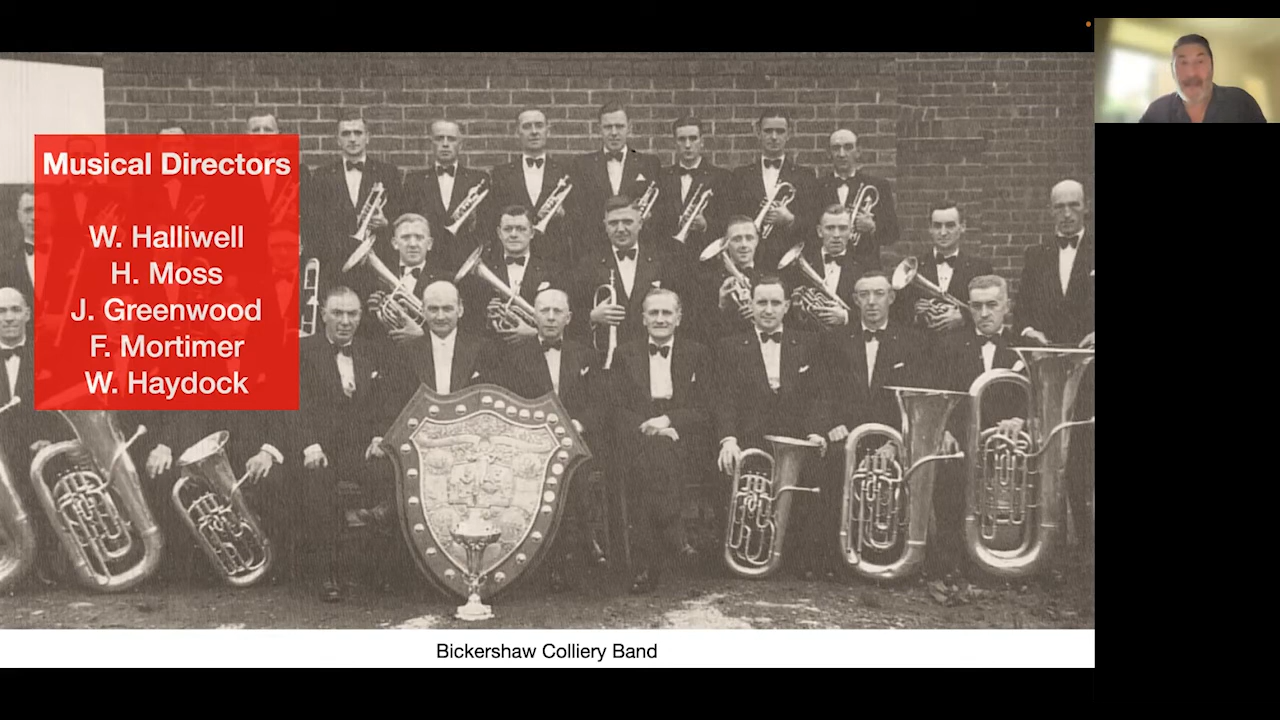 Musical Directors
W. Halliwell
H. Moss
J. Greenwood
F. Mortimer
W. Haydock
Bickershaw Colliery Band